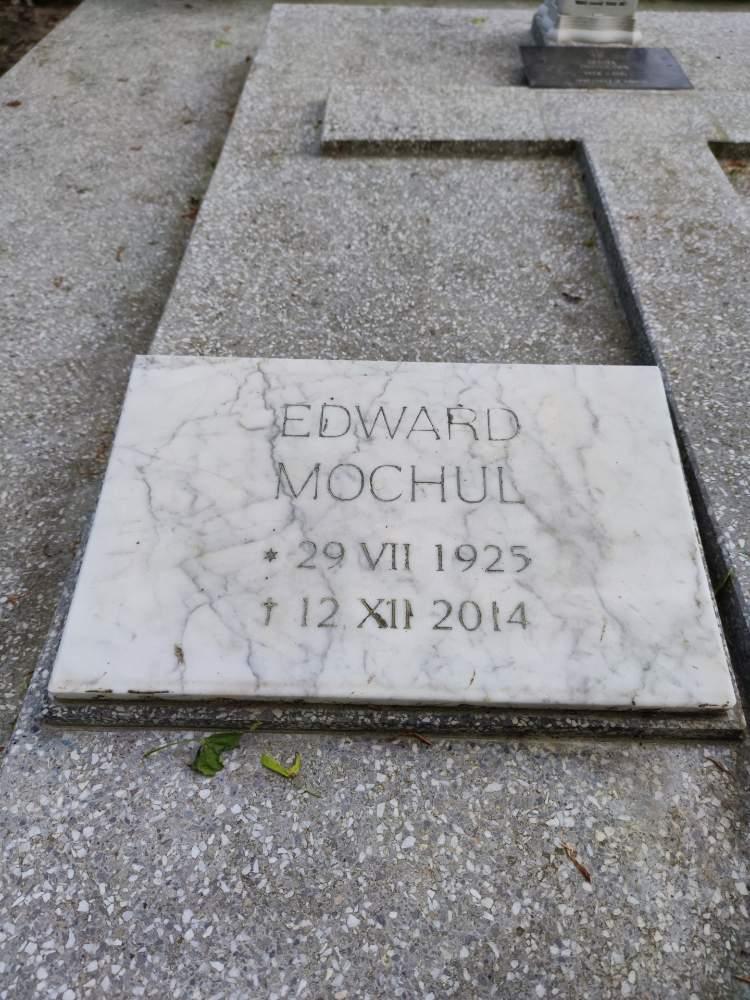 EDWARD
MOCHUL
* 29 VII 1925
† 12 XII 2014